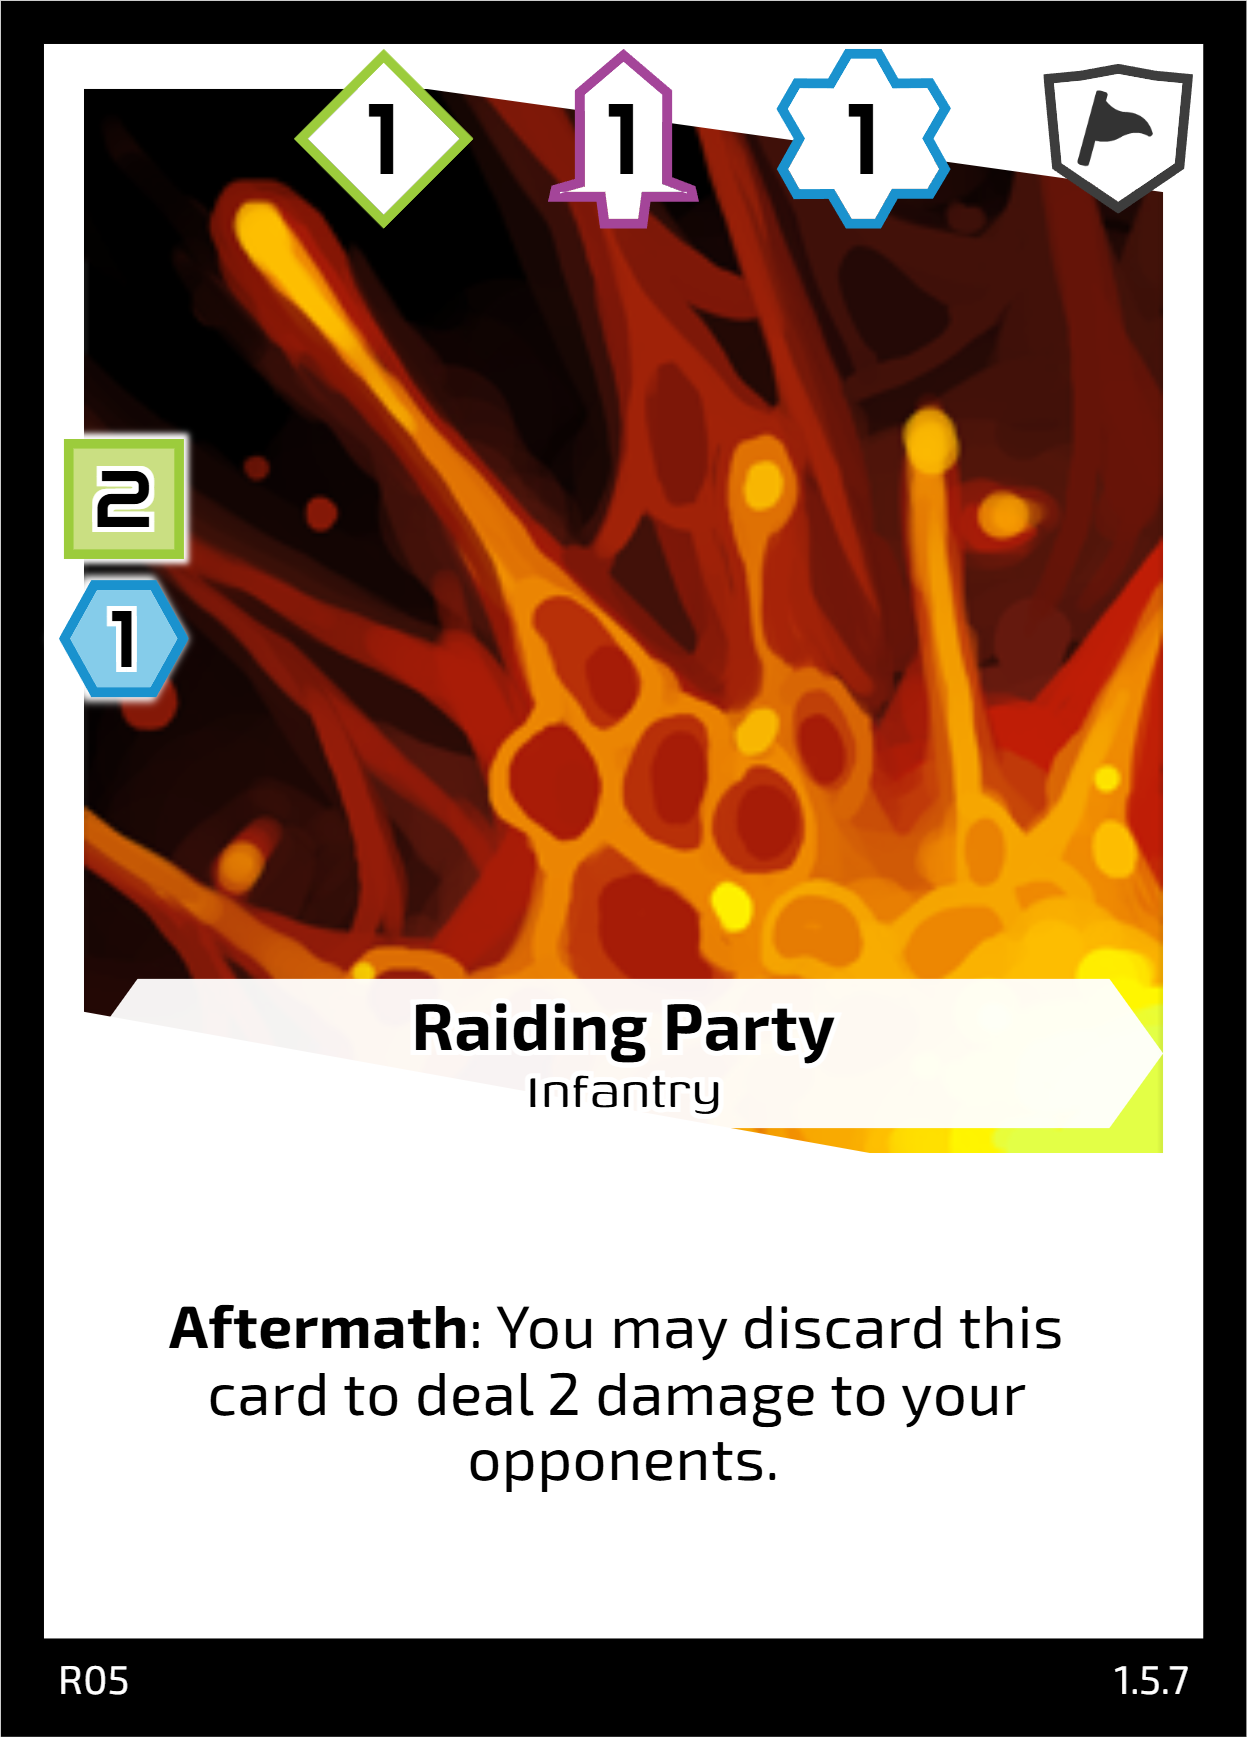 1 1 1
2
1
Raiding Party
Infantry
Aftermath: You may discard this
card to deal 2 damage to your
opponents.
R05 1.5.7